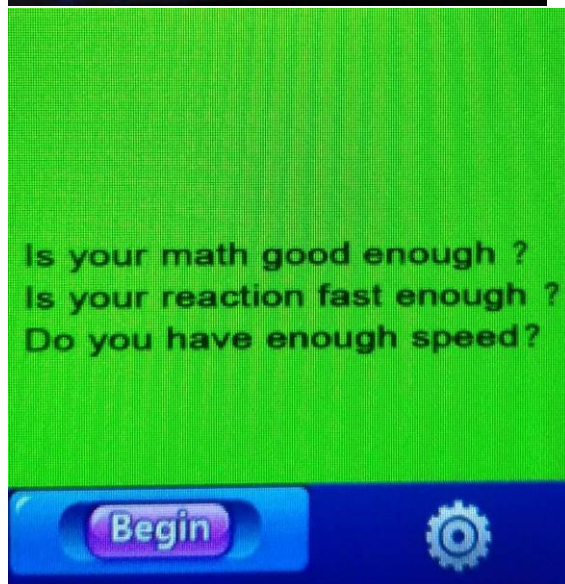 Is your math good enough ?
Is your reaction fast enough ?
Do you have enough speed?
Begin